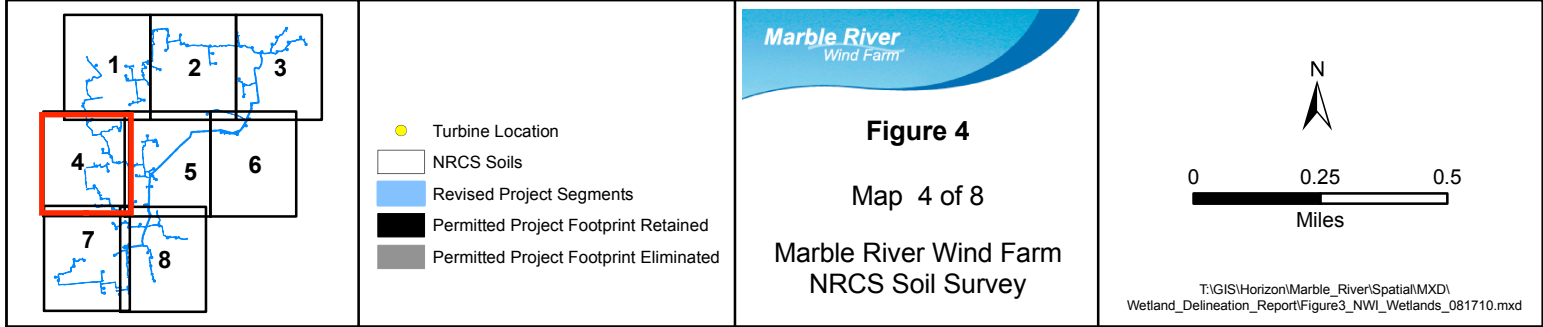 1
2
3
4
5
6
7
8
Turbine Location
NRCS Soils
Revised Project Segments
Permitted Project Footprint Retained
Permitted Project Footprint Eliminated
Marble River
Wind Farm
Figure 4
Map 4 of 8
Marble River Wind Farm
NRCS Soil Survey
N
0 0.25 0.5
Miles
T:\GIS\Horizon\Marble_River\Spatial\MXD\
Wetland_Delineation_Report\Figure3_NWI_Wetlands_081710.mxd